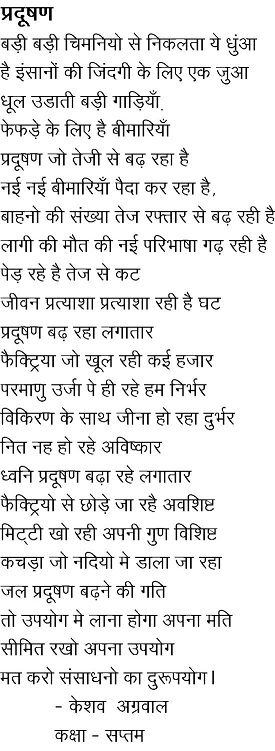 प्रदूषण
बड़ी बड़ी चिमनियो से निकलता ये धुंआ
है इंसानों की जिंदगी के लिए एक जुआ
धूल उडाती बड़ी गाड़ियाँ.
फेफड़े के लिए है बीमारियाँ
प्रदूषण जो तेजी से बढ़ रहा है
नई नई बीमारियाँ पैदा कर रहा है,
बाहनो की संख्या तेज रफ्तार से बढ़ रही है
लागी की मौत की नई परिभाषा गढ़ रही है
पेड़ रहे है तेज से कट
जीवन प्रत्याशा प्रत्याशा रही है घट
प्रदूषण बढ़ रहा लगातार
फैक्ट्रिया जो खूल रही कई हजार
परमाणु उर्जा पे ही रहे हम निर्भर
विकिरण के साथ जीना हो रहा दुर्भर
नित नह हो रहे अविष्कार
ध्वनि प्रदूषण बढ़ा रहे लगातार
फैक्ट्रियो से छोड़े जा रहै अवशिष्ट
मिट्टी खो रही अपनी गुण विशिष्ट
कचड़ा जो नदियो मे डाला जा रहा
जल प्रदूषण बढ़ने की गति
तो उपयोग मे लाना होगा अपना मति
सीमित रखो अपना उपयोग
मत करो संसाधनो का दुरूपयोग।
- केशव अग्रवाल
कक्षा - सप्तम